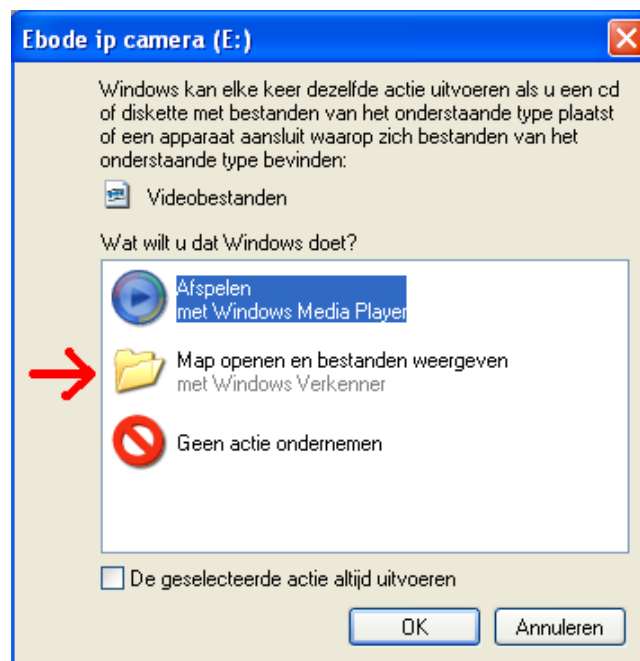 Ebode ip camera (E:)
Windows kan elke keer dezelfde actie uitvoeren als u een cd
of diskette met bestanden van het onderstaande type plaatst
of een apparaat aansluit waarop zich bestanden van het
onderstaande type bevinden:
Videobestanden
Wat wilt u dat Windows doet?
Afspelen
met Windows Media Player
Map openen en bestanden weergeven
met Windows Verkenner
Geen actie ondernemen
De geselecteerde actie altijd uitvoeren
OK
Annuleren